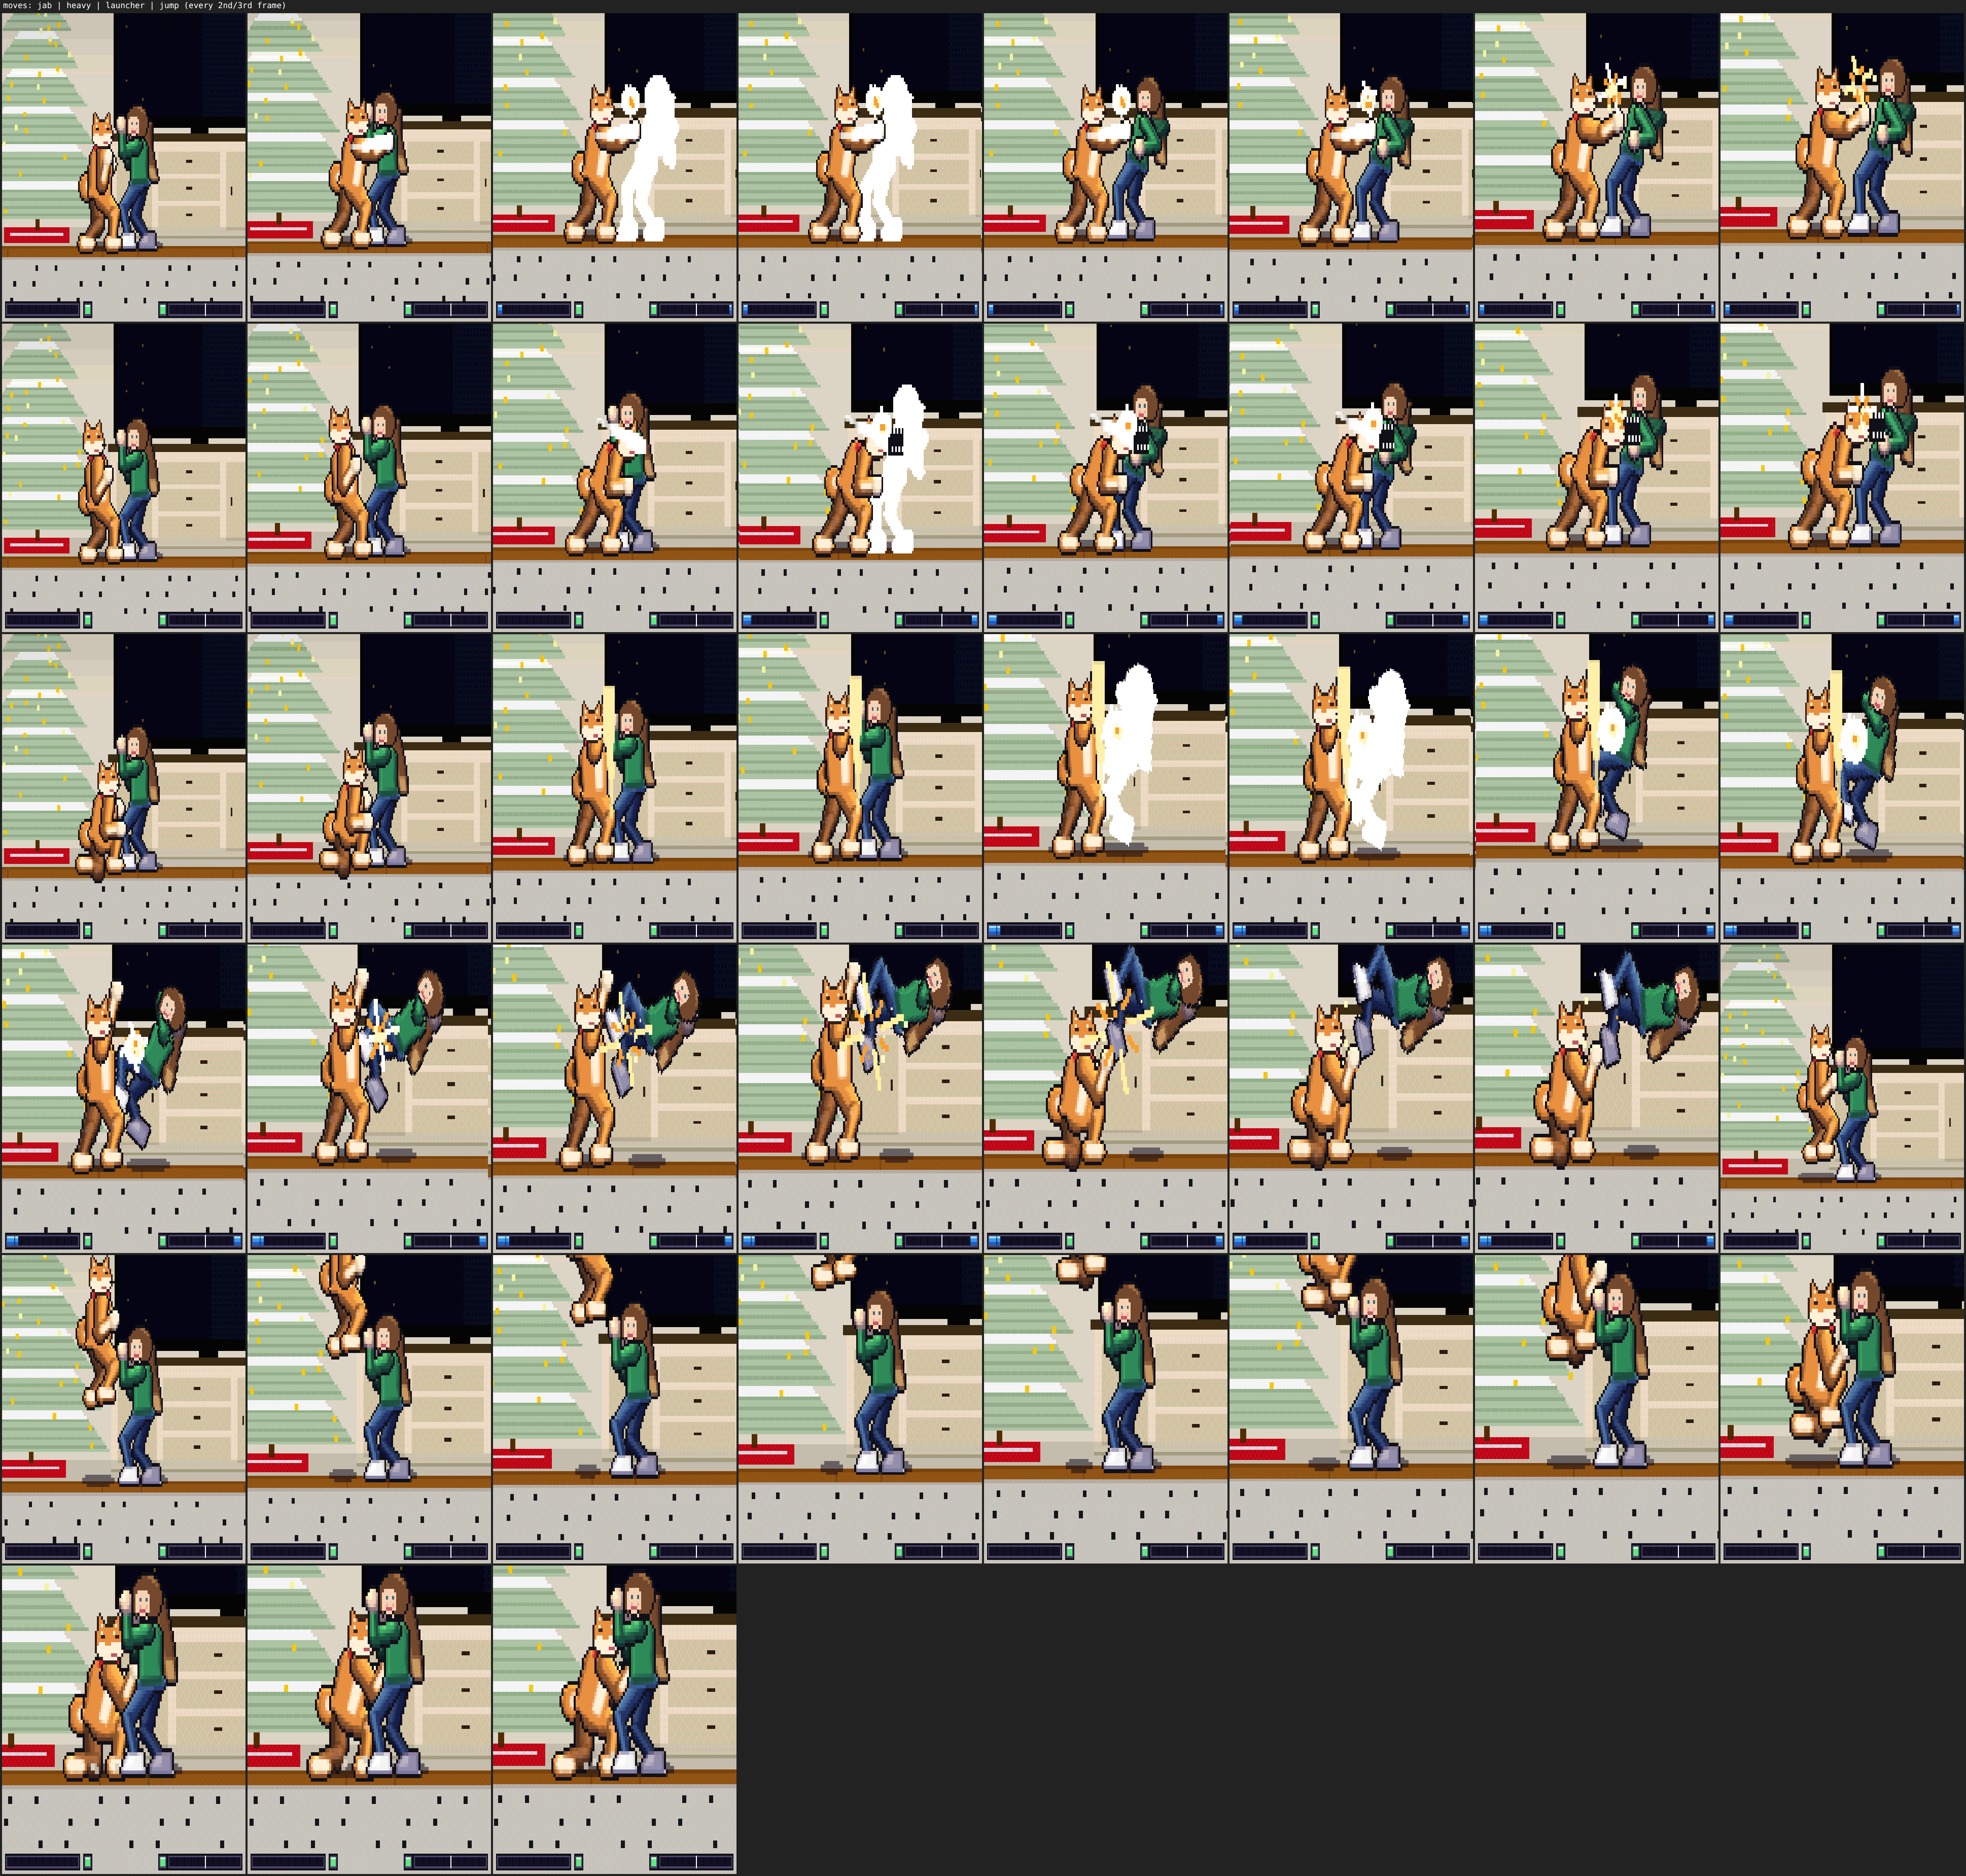 moves: jab | heavy | launcher | jump (every 2nd/3rd frame)